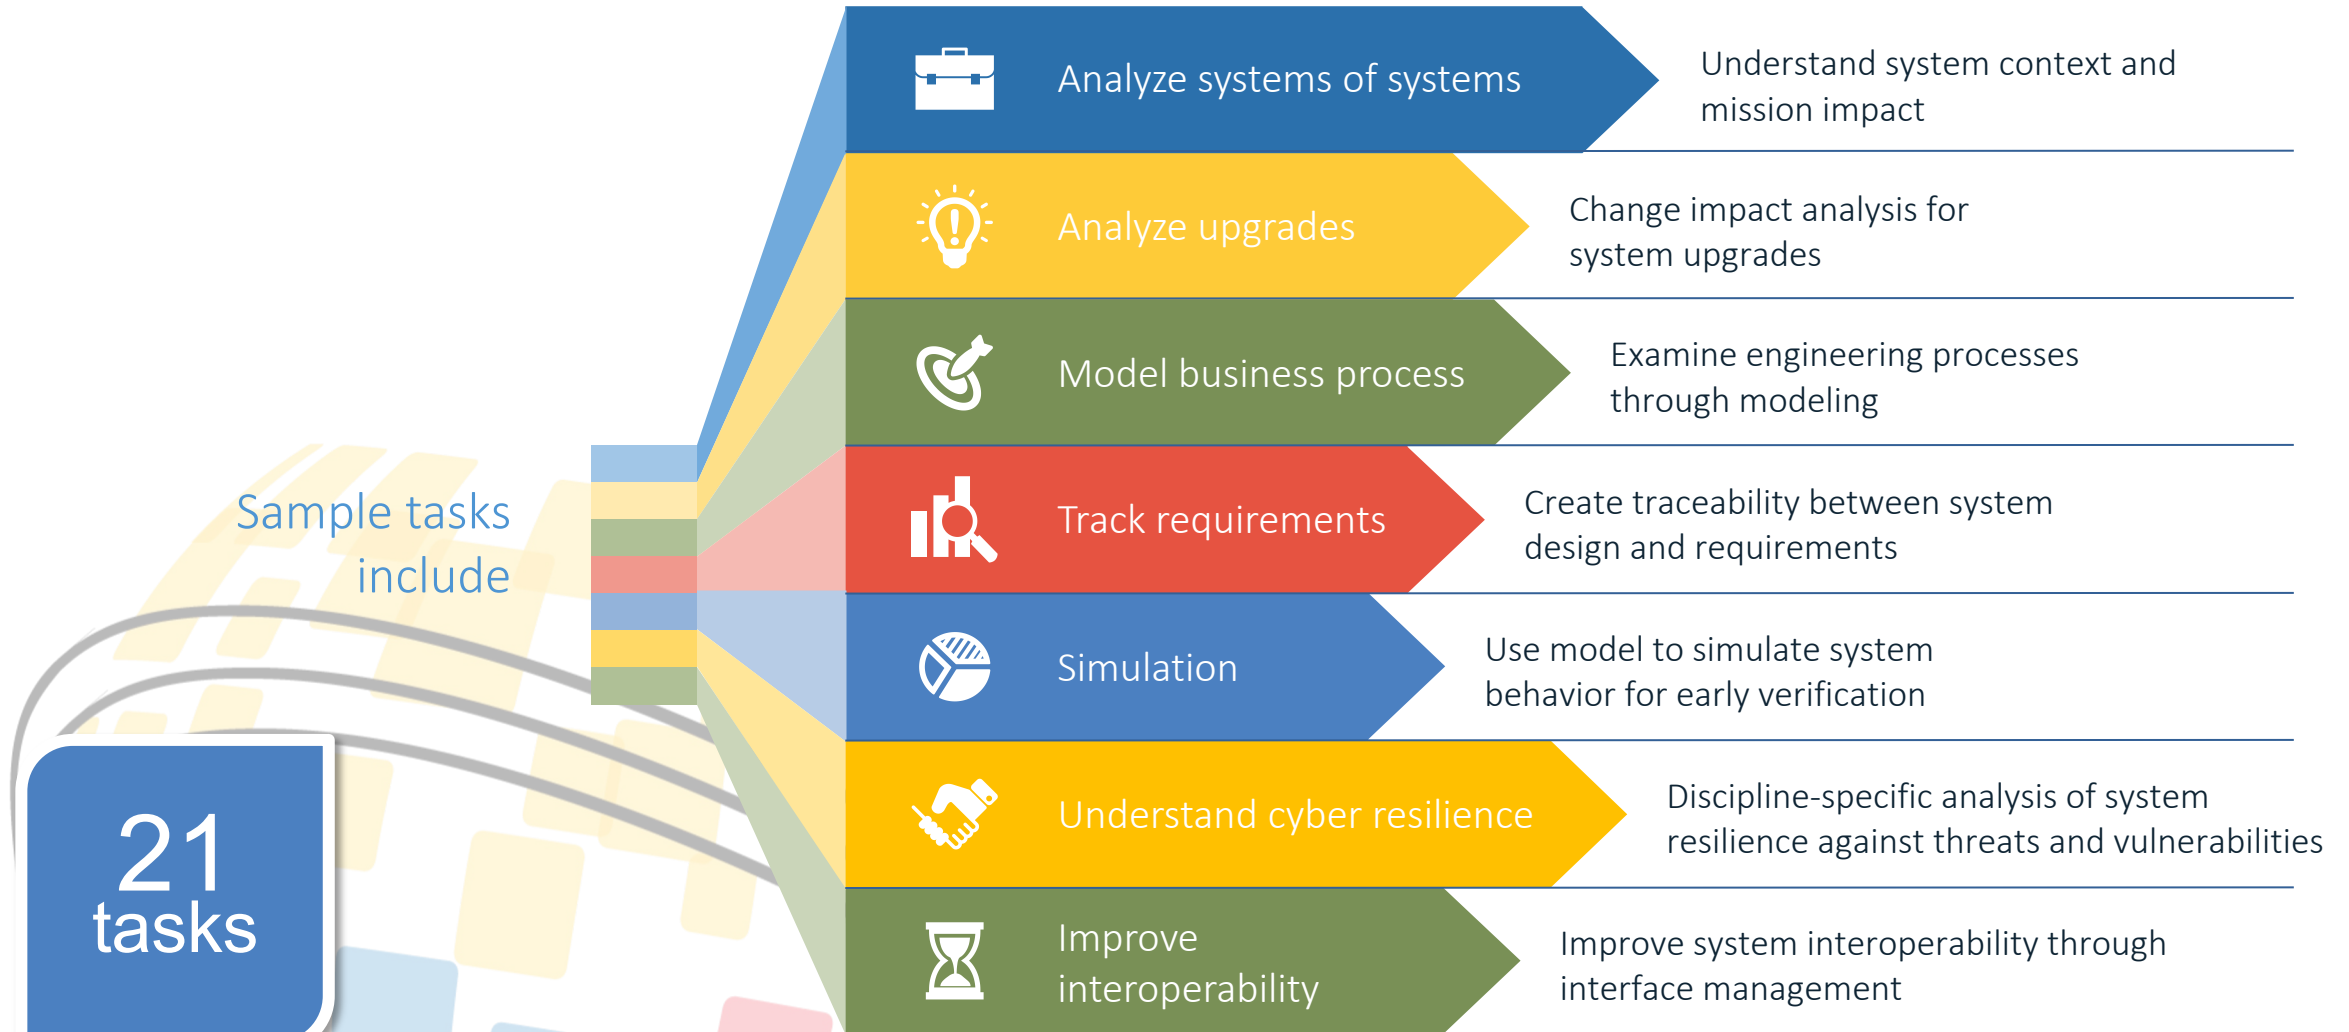 Sample tasks
include
21
tasks
Analyze systems of systems
Understand system context and
mission impact
Analyze upgrades
Change impact analysis for
system upgrades
Model business process
Examine engineering processes
through modeling
Track requirements
Create traceability between system
design and requirements
Simulation
Use model to simulate system
behavior for early verification
Understand cyber resilience
Discipline-specific analysis of system
resilience against threats and vulnerabilities
Improve
interoperability
Improve system interoperability through
interface management